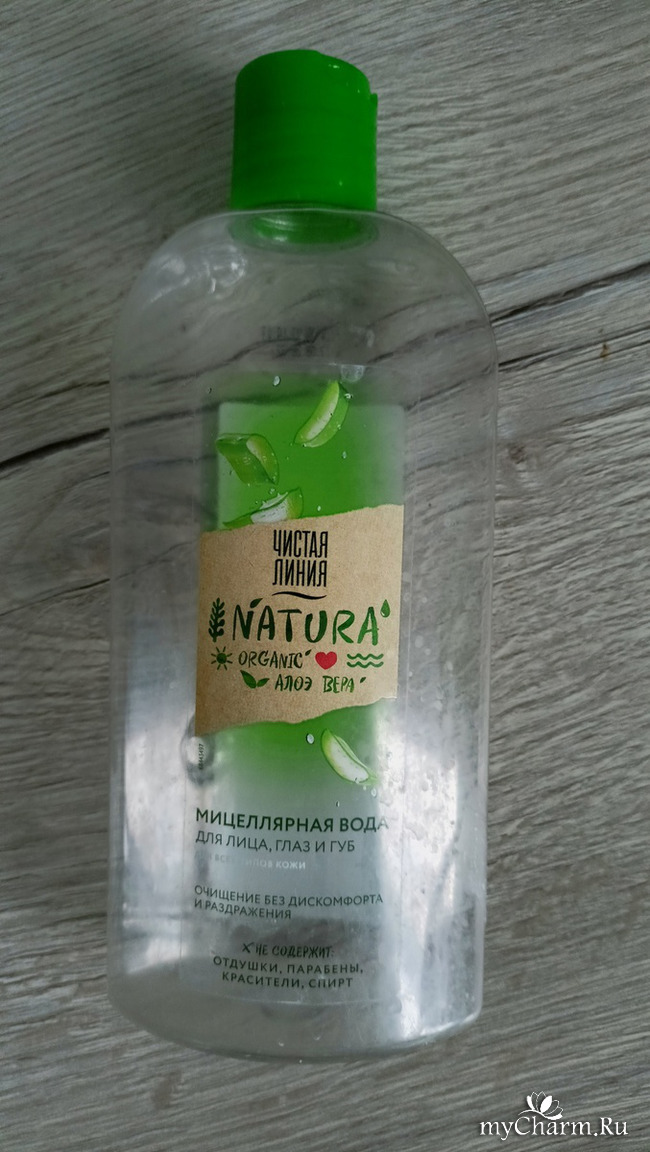 ЧИСТАЯ
ЛИНИЯ
NATURA
ORGANIC
АЛОЭ ВЕРА
МИЦЕЛЛЯРНАЯ ВОДА
ДЛЯ ЛИЦА, ГЛАЗ И ГУБ
КОЖИ
ОЧИЩЕНИЕ БЕЗ ДИСКОМФОРТА
И РАЗДРАЖЕНИЯ
НЕ СОДЕРЖИТ:
ОТДУШКИ, ПАРАБЕНЫ,
КРАСИТЕЛИ, СПИРТ
myCharm.Ru